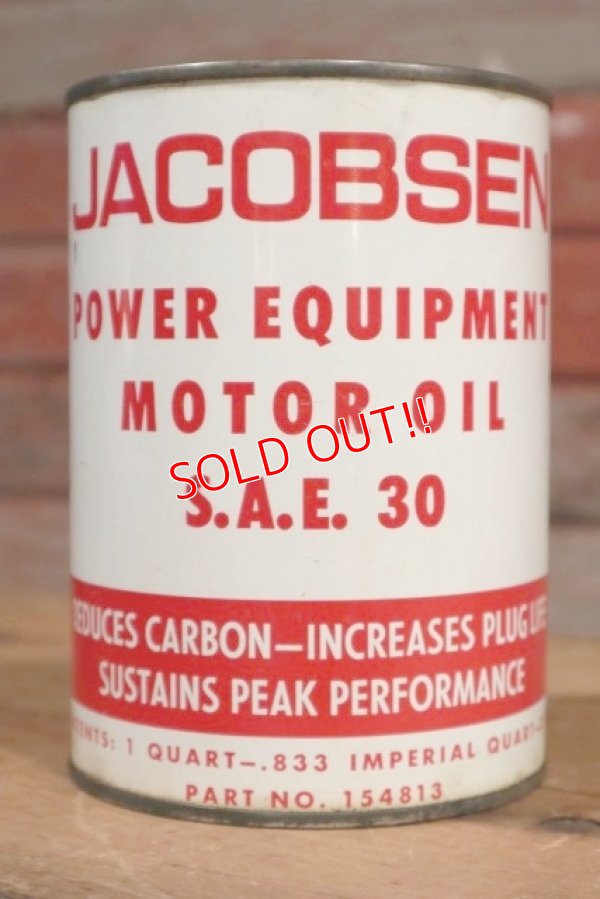 JACOBSEN
POWER EQUIPMENT
MOTOR OIL
SOLD OUT!!
S.A.E. 30
REDUCES CARBON—INCREASES PLUG LIFE
SUSTAINS PEAK PERFORMANCE
1 QUART—.833 IMPERIAL QUART
PART NO. 154813